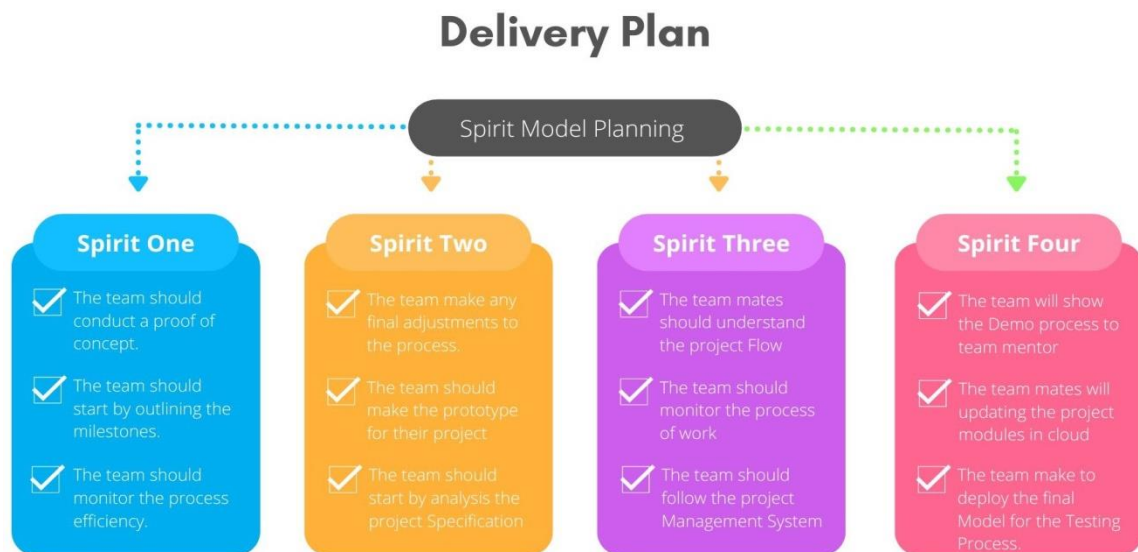 Delivery Plan
Spirit Model Planning
Spirit One
The team should
conduct a proof of
concept.
The team should
start by outlining the
milestones.
The team should
monitor the process
efficiency.
Spirit Two
The team make any
final adjustments to
the process.
The team should
make the prototype
for their project
The team should
start by analysis the
project Specification
Spirit Three
The team mates
should understand
the project Flow
The team should
monitor the process
of work
The team should
follow the project
Management System
Spirit Four
The team will show
the Demo process to
team mentor
The team mates will
updating the project
modules in cloud
The team make to
deploy the final
Model for the Testing
Process.